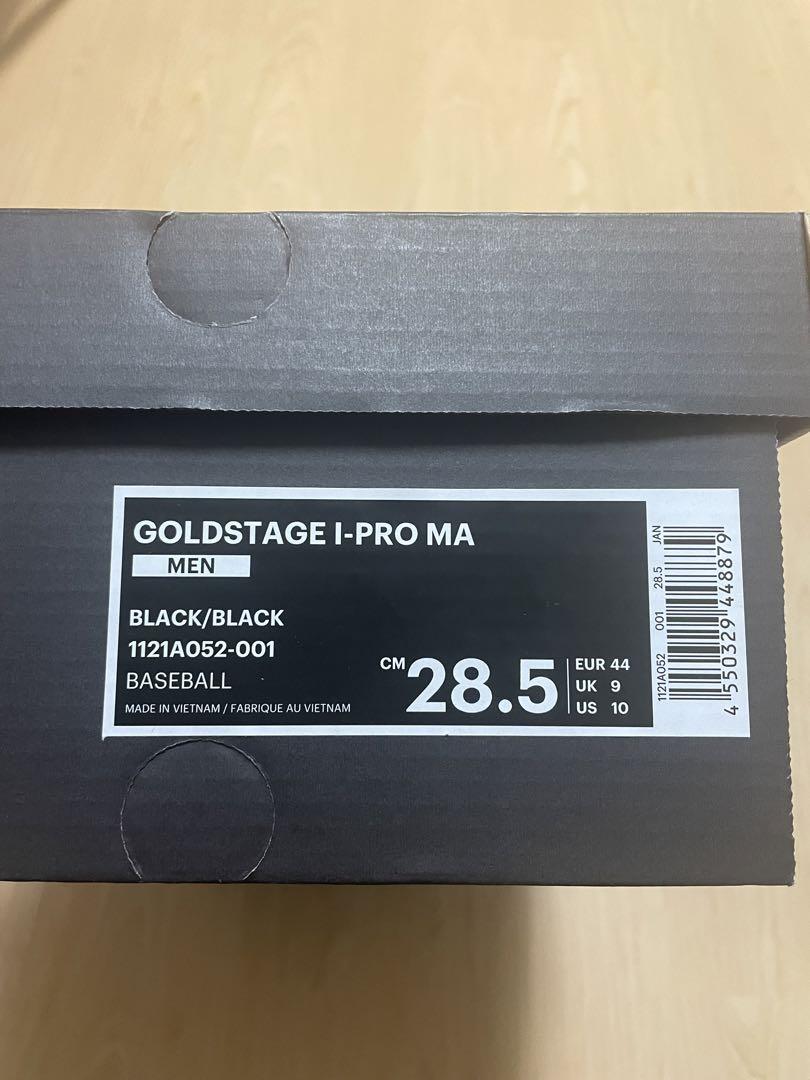 GOLDSTAGE I-PRO MA
MEN
BLACK/BLACK
1121A052-001
BASEBALL
MADE IN VIETNAM / FABRIQUE AU VIETNAM
CM 28.5
EUR 44
UK 9
US 10
1121A052 001 28.5 JAN
4 550329 448879